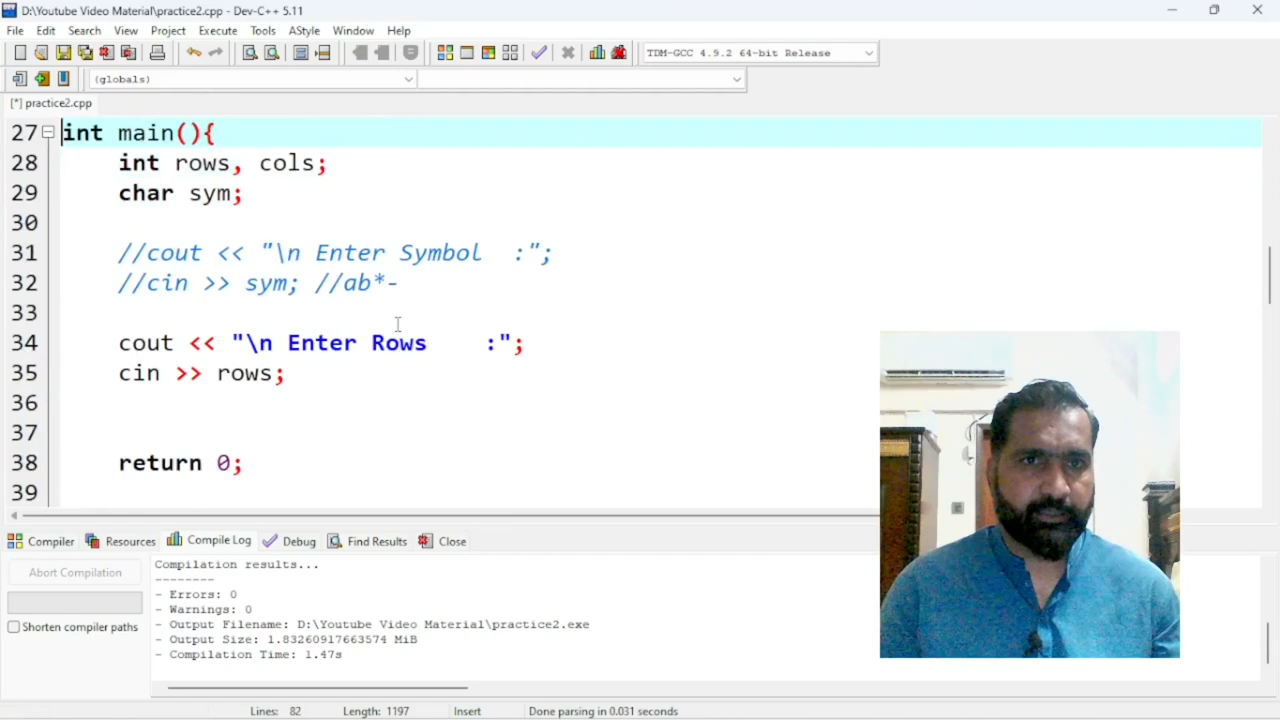 D:\Youtube Video Material\practice2.cpp - Dev-C++ 5.11
File Edit Search View Project Execute Tools AStyle Window Help
TDM-GCC 4.9.2 64-bit Release
(globals)
[*] practice2.cpp
27 int main(){
28 int rows, cols;
29 char sym;
30
31 //cout << "\n Enter Symbol  :";
32 //cin >> sym; //ab*-
33
34 cout << "\n Enter Rows    :";
35 cin >> rows;
36
37
38 return 0;
39
Compiler Resources Compile Log Debug Find Results Close
Abort Compilation
Shorten compiler paths
Compilation results...
--------
- Errors: 0
- Warnings: 0
- Output Filename: D:\Youtube Video Material\practice2.exe
- Output Size: 1.83260917663574 MiB
- Compilation Time: 1.47s
Lines: 82 Length: 1197 Insert Done parsing in 0.031 seconds